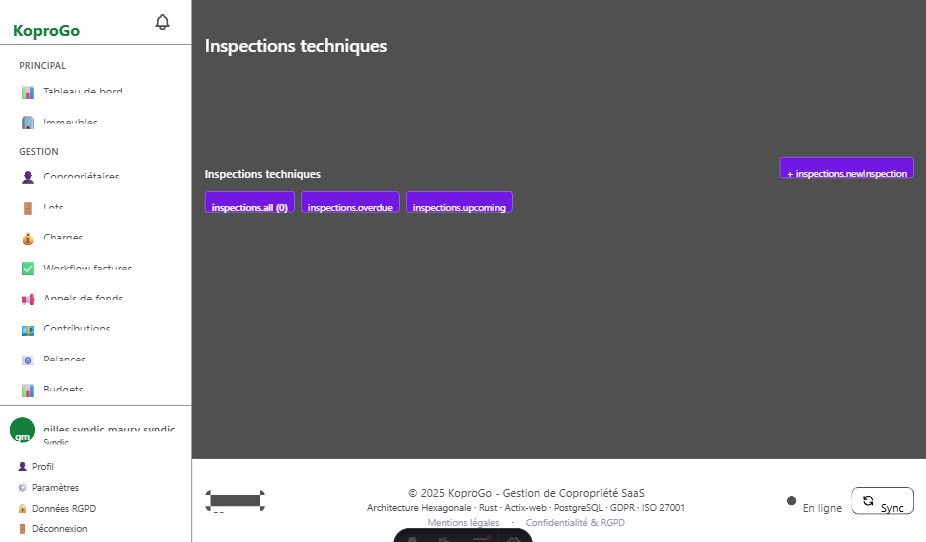 KoproGo
PRINCIPAL
Tableau de bord
Immeubles
GESTION
Copropriétaires
Lots
Charges
Workflow factures
Appels de fonds
Contributions
Relances
Budgets
gm
gilles syndic maury syndic
Syndic
Profil
Paramètres
Données RGPD
Déconnexion
Inspections techniques
Inspections techniques
+ inspections.newInspection
inspections.all (0)
inspections.overdue
inspections.upcoming
© 2025 KoproGo - Gestion de Copropriété SaaS
Architecture Hexagonale · Rust · Actix-web · PostgreSQL · GDPR · ISO 27001
Mentions légales · Confidentialité & RGPD
En ligne
Sync